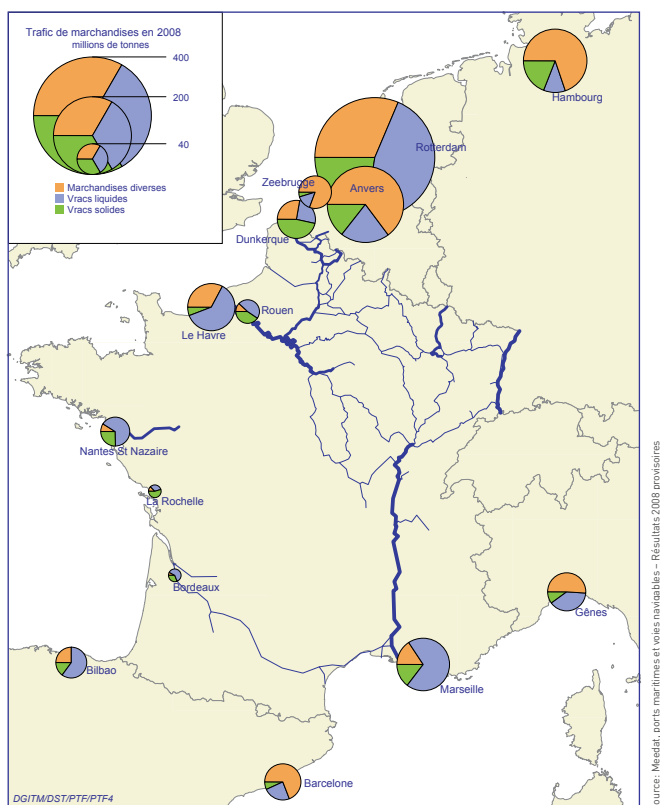 Trafic de marchandises en 2008
millions de tonnes
400
200
40
Marchandises diverses
Vracs liquides
Vracs solides
Hambourg
Rotterdam
Zeebrugge
Anvers
Dunkerque
Rouen
Le Havre
Nantes St Nazaire
La Rochelle
Bordeaux
Gênes
Marseille
Bilbao
Barcelone
DGITM/DST/PTF/PTF4
ource: Meedat, ports maritimes et voies navigables – Résultats 2008 provisoires